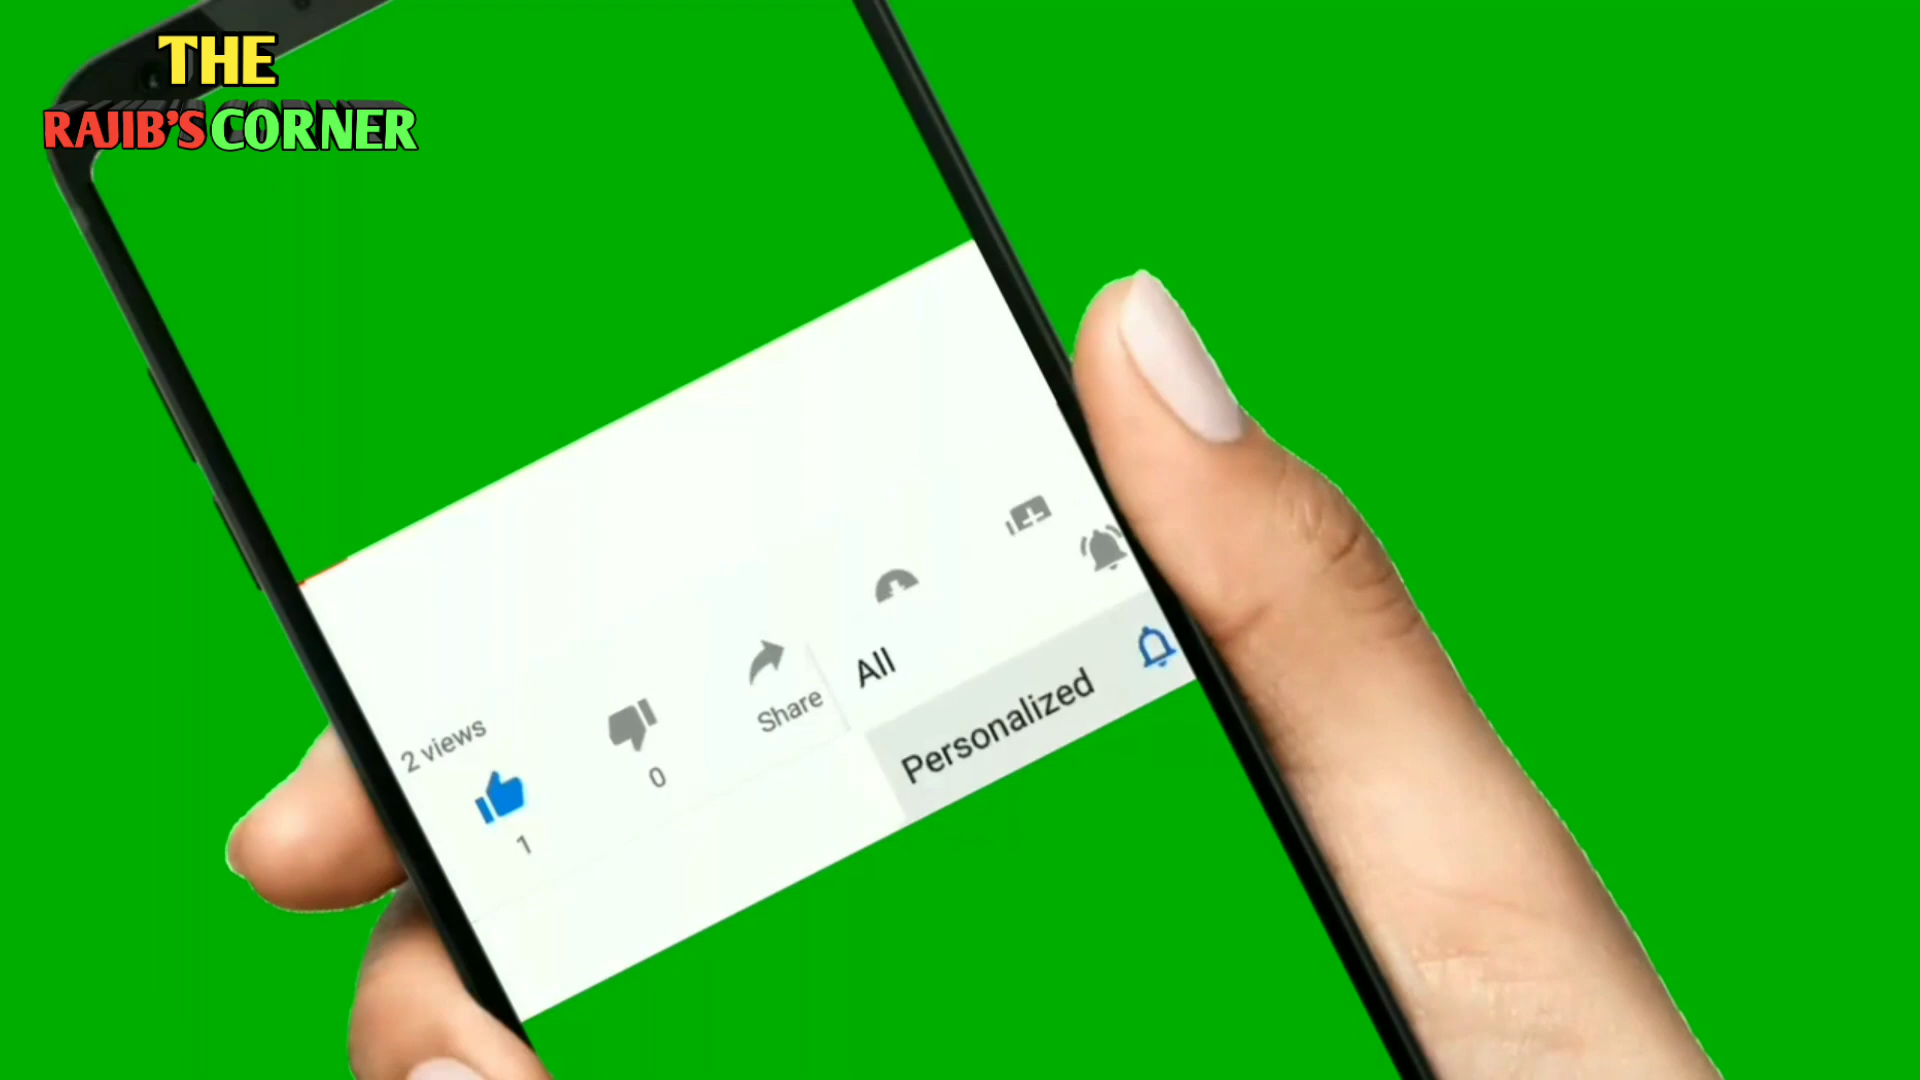 THE
RAJIB'S CORNER
2 views
1
0
Share
All
Personalized